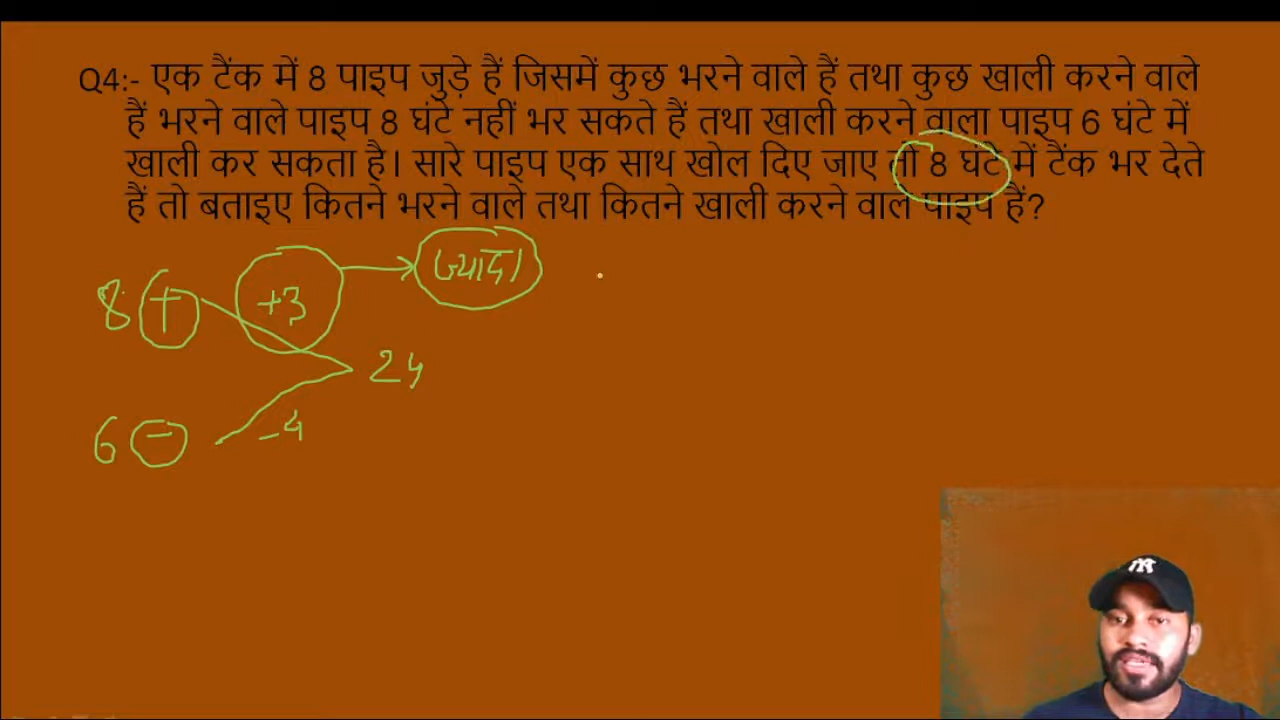 Q4:- एक टैंक में 8 पाइप जुड़े हैं जिसमें कुछ भरने वाले हैं तथा कुछ खाली करने वाले
हैं भरने वाले पाइप 8 घंटे नहीं भर सकते हैं तथा खाली करने वाला पाइप 6 घंटे में
खाली कर सकता है। सारे पाइप एक साथ खोल दिए जाए तो 8 घंटे में टैंक भर देते
हैं तो बताइए कितने भरने वाले तथा कितने खाली करने वाले पाइप हैं?
ज्यादा
8 + +3
24
6 - -4